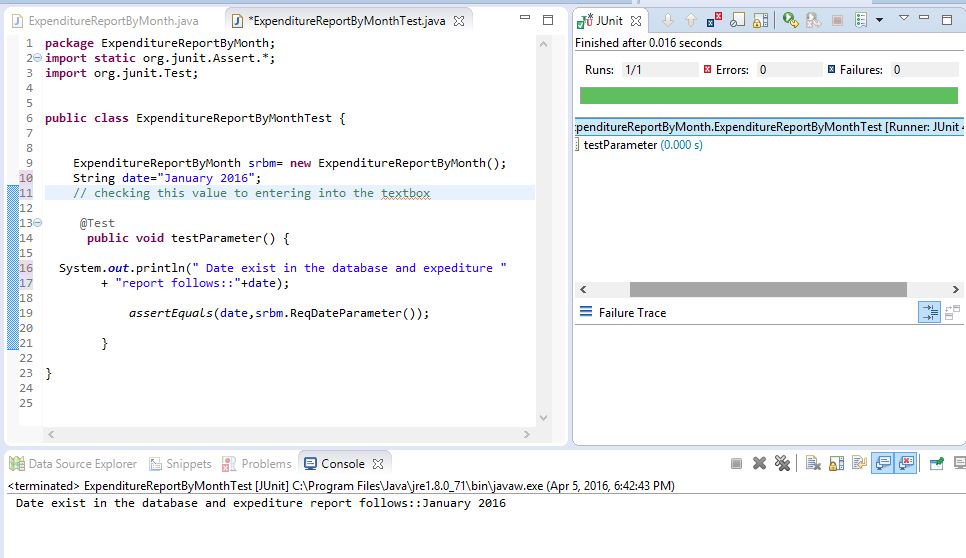 ExpenditureReportByMonth.java
*ExpenditureReportByMonthTest.java
1 package ExpenditureReportByMonth;
2 import static org.junit.Assert.*;
3 import org.junit.Test;
4
5
6 public class ExpenditureReportByMonthTest {
7
8
9 ExpenditureReportByMonth srbm= new ExpenditureReportByMonth();
10 String date="January 2016";
11 // checking this value to entering into the textbox
12
13 @Test
14 public void testParameter() {
15
16 System.out.println(" Date exist in the database and expediture "
17 + "report follows::"+date);
18
19 assertEquals(date,srbm.ReqDateParameter());
20
21 }
22
23 }
24
25
JUnit
Finished after 0.016 seconds
Runs: 1/1 Errors: 0 Failures: 0
penditureReportByMonth.ExpenditureReportByMonthTest [Runner: JUnit 4
testParameter (0.000 s)
Failure Trace
Data Source Explorer Snippets Problems Console
<terminated> ExpenditureReportByMonthTest [JUnit] C:\Program Files\Java\jre1.8.0_71\bin\javaw.exe (Apr 5, 2016, 6:42:43 PM)
Date exist in the database and expediture report follows::January 2016